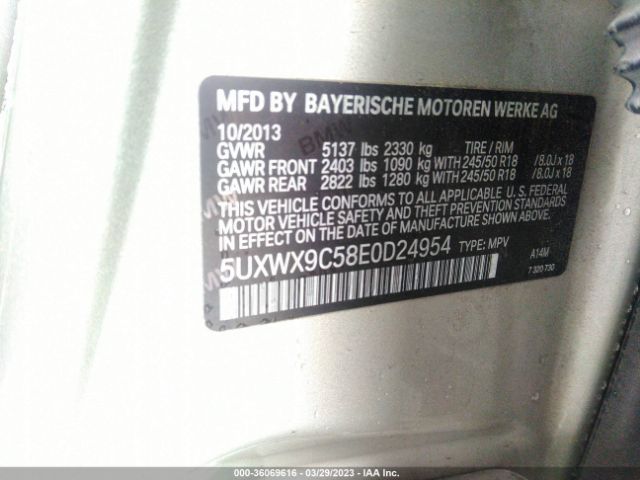 MFD BY BAYERISCHE MOTOREN WERKE AG
10/2013
GVWR 5137 lbs 2330 kg TIRE / RIM
GAWR FRONT 2403 lbs 1090 kg WITH 245/50 R18 / 8.0J x 18
GAWR REAR 2822 lbs 1280 kg WITH 245/50 R18 / 8.0J x 18
THIS VEHICLE CONFORMS TO ALL APPLICABLE U. S. FEDERAL
MOTOR VEHICLE SAFETY AND THEFT PREVENTION STANDARDS
IN EFFECT ON THE DATE OF MANUFACTURE SHOWN ABOVE.
5UXWX9C58E0D24954 TYPE: MPV A14M
7 320 730
000-36069616 - 03/29/2023 - IAA Inc.